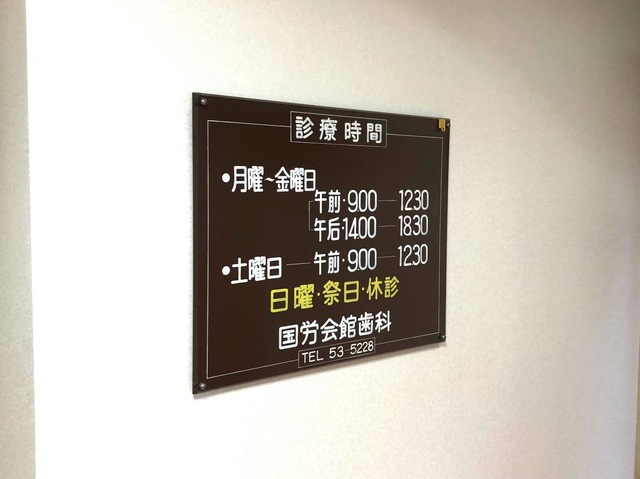 診療時間
•月曜~金曜日
午前・9.00 — 12.30
午后・14.00 — 18.30
•土曜日 — 午前・9.00 — 12.30
日曜・祭日・休診
国労会館歯科
TEL 53-5228